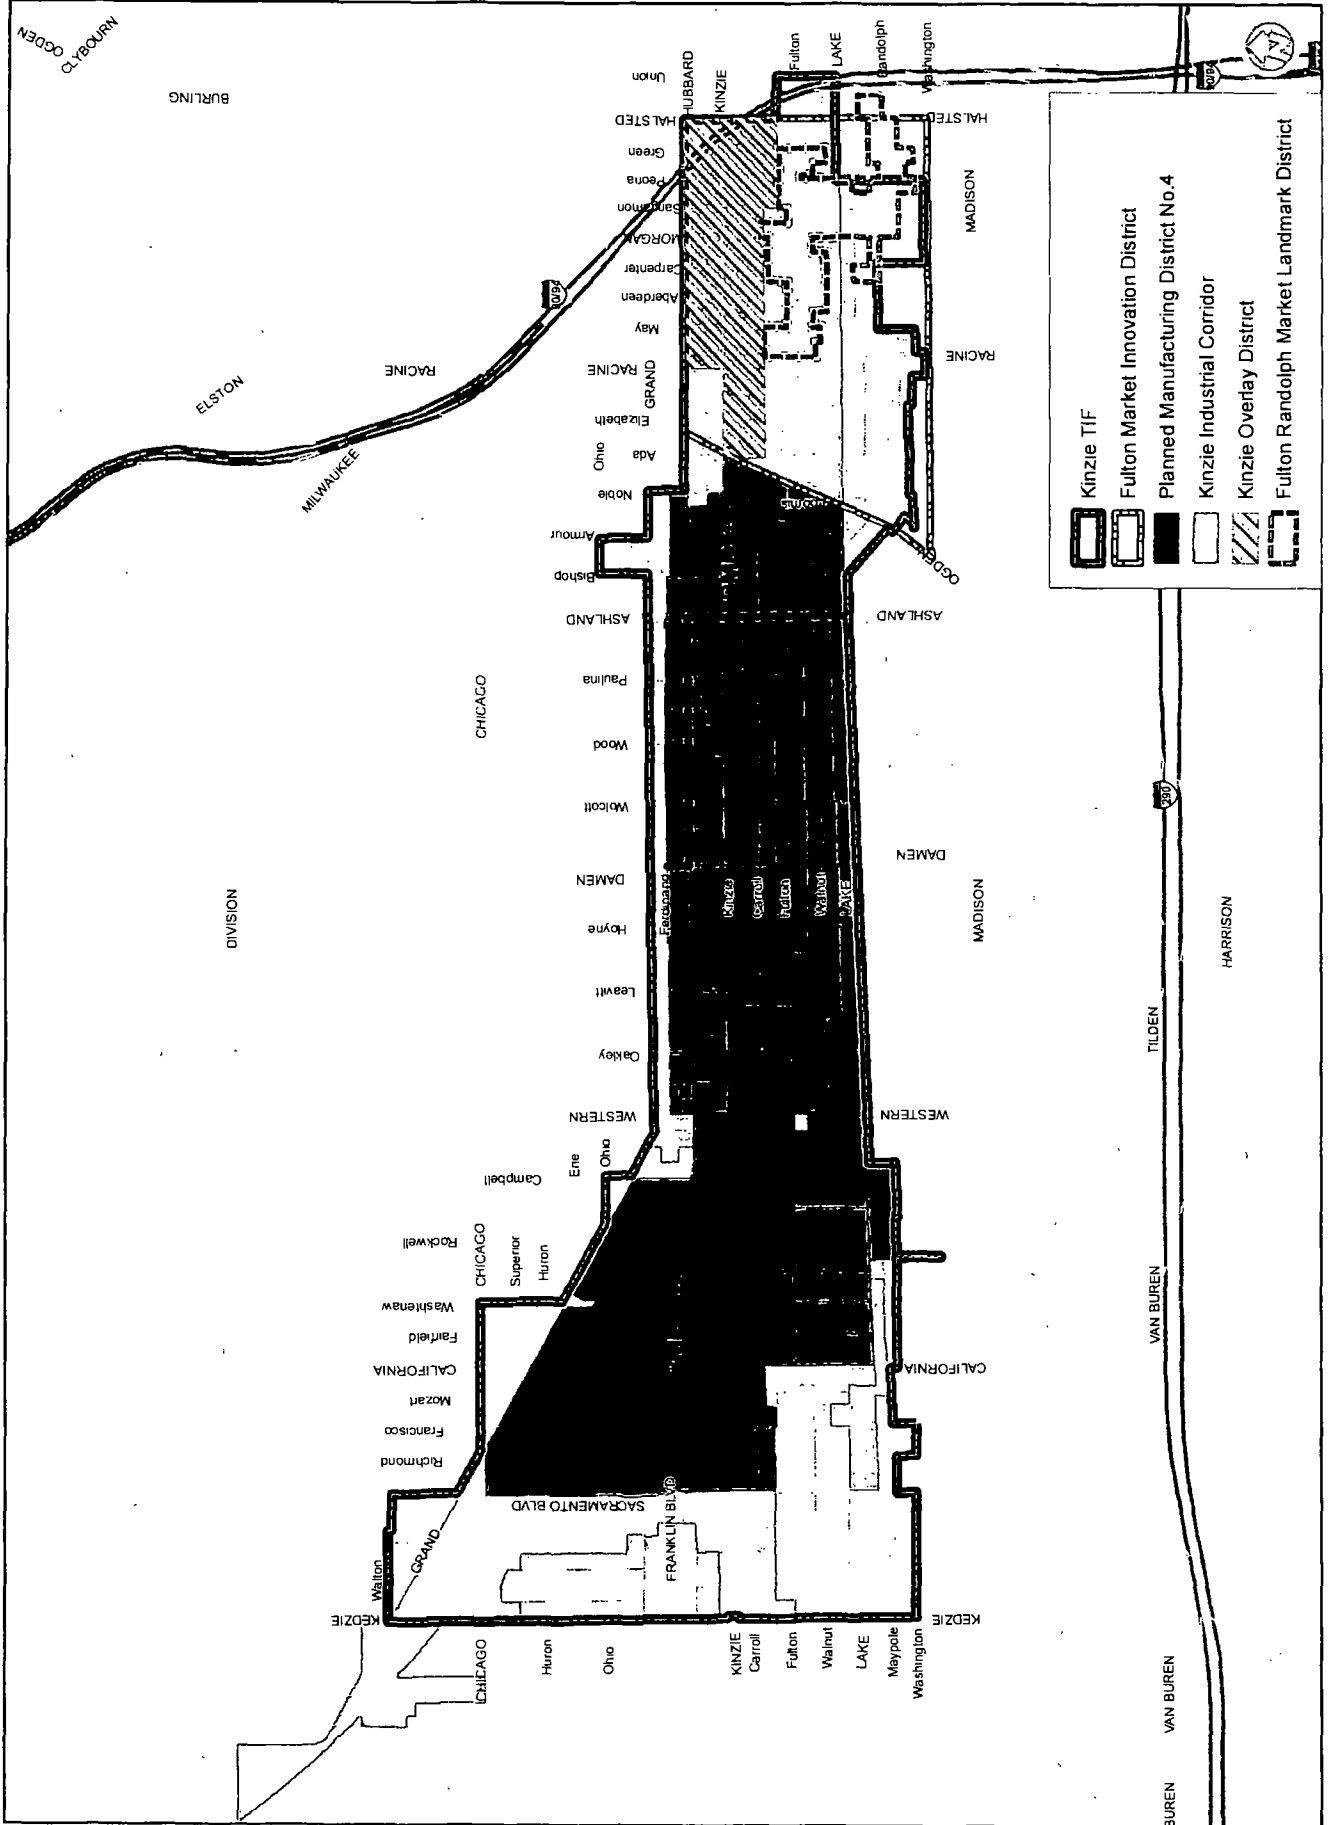 OGDEN
CLYBOURN
BURLING
ELSTON
RACINE
MILWAUKEE
90/94
DIVISION
CHICAGO
Union
HALSTED
Green
Peoria
Sangamon
MORGAN
Carpenter
Aberdeen
May
RACINE
GRAND
Elizabeth
Ohio
Ada
Noble
Armour
Bishop
ASHLAND
Paulina
Wood
Wolcott
DAMEN
Hoyne
Leavitt
Oakley
WESTERN
Ohio
Erie
Campbell
Rockwell
CHICAGO
Superior
Huron
Washtenaw
Fairfield
CALIFORNIA
Mozart
Francisco
Richmond
SACRAMENTO BLVD
FRANKLIN BLVD
GRAND
Walton
KEDZIE
CHICAGO
Huron
Ohio
KINZIE
Carroll
Fulton
Walnut
LAKE
Maypole
Washington
KEDZIE
HUBBARD
KINZIE
Fulton
LAKE
Randolph
Washington
HALSTED
MADISON
RACINE
OGDEN
ASHLAND
Ferdinand
Kinzie
Carroll
Fulton
Walnut
LAKE
DAMEN
MADISON
WESTERN
CALIFORNIA
90/94
290
HARRISON
TILDEN
VAN BUREN
VAN BUREN
BUREN
Kinzie TIF
Fulton Market Innovation District
Planned Manufacturing District No.4
Kinzie Industrial Corridor
Kinzie Overlay District
Fulton Randolph Market Landmark District